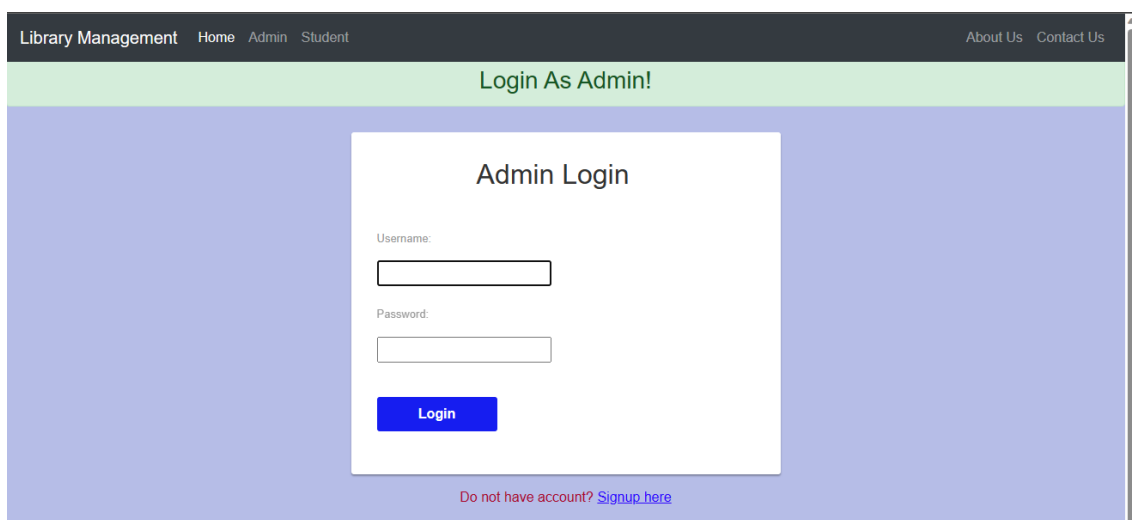 Library Management Home Admin Student About Us Contact Us
Login As Admin!
Admin Login
Username:
Password:
Login
Do not have account? Signup here